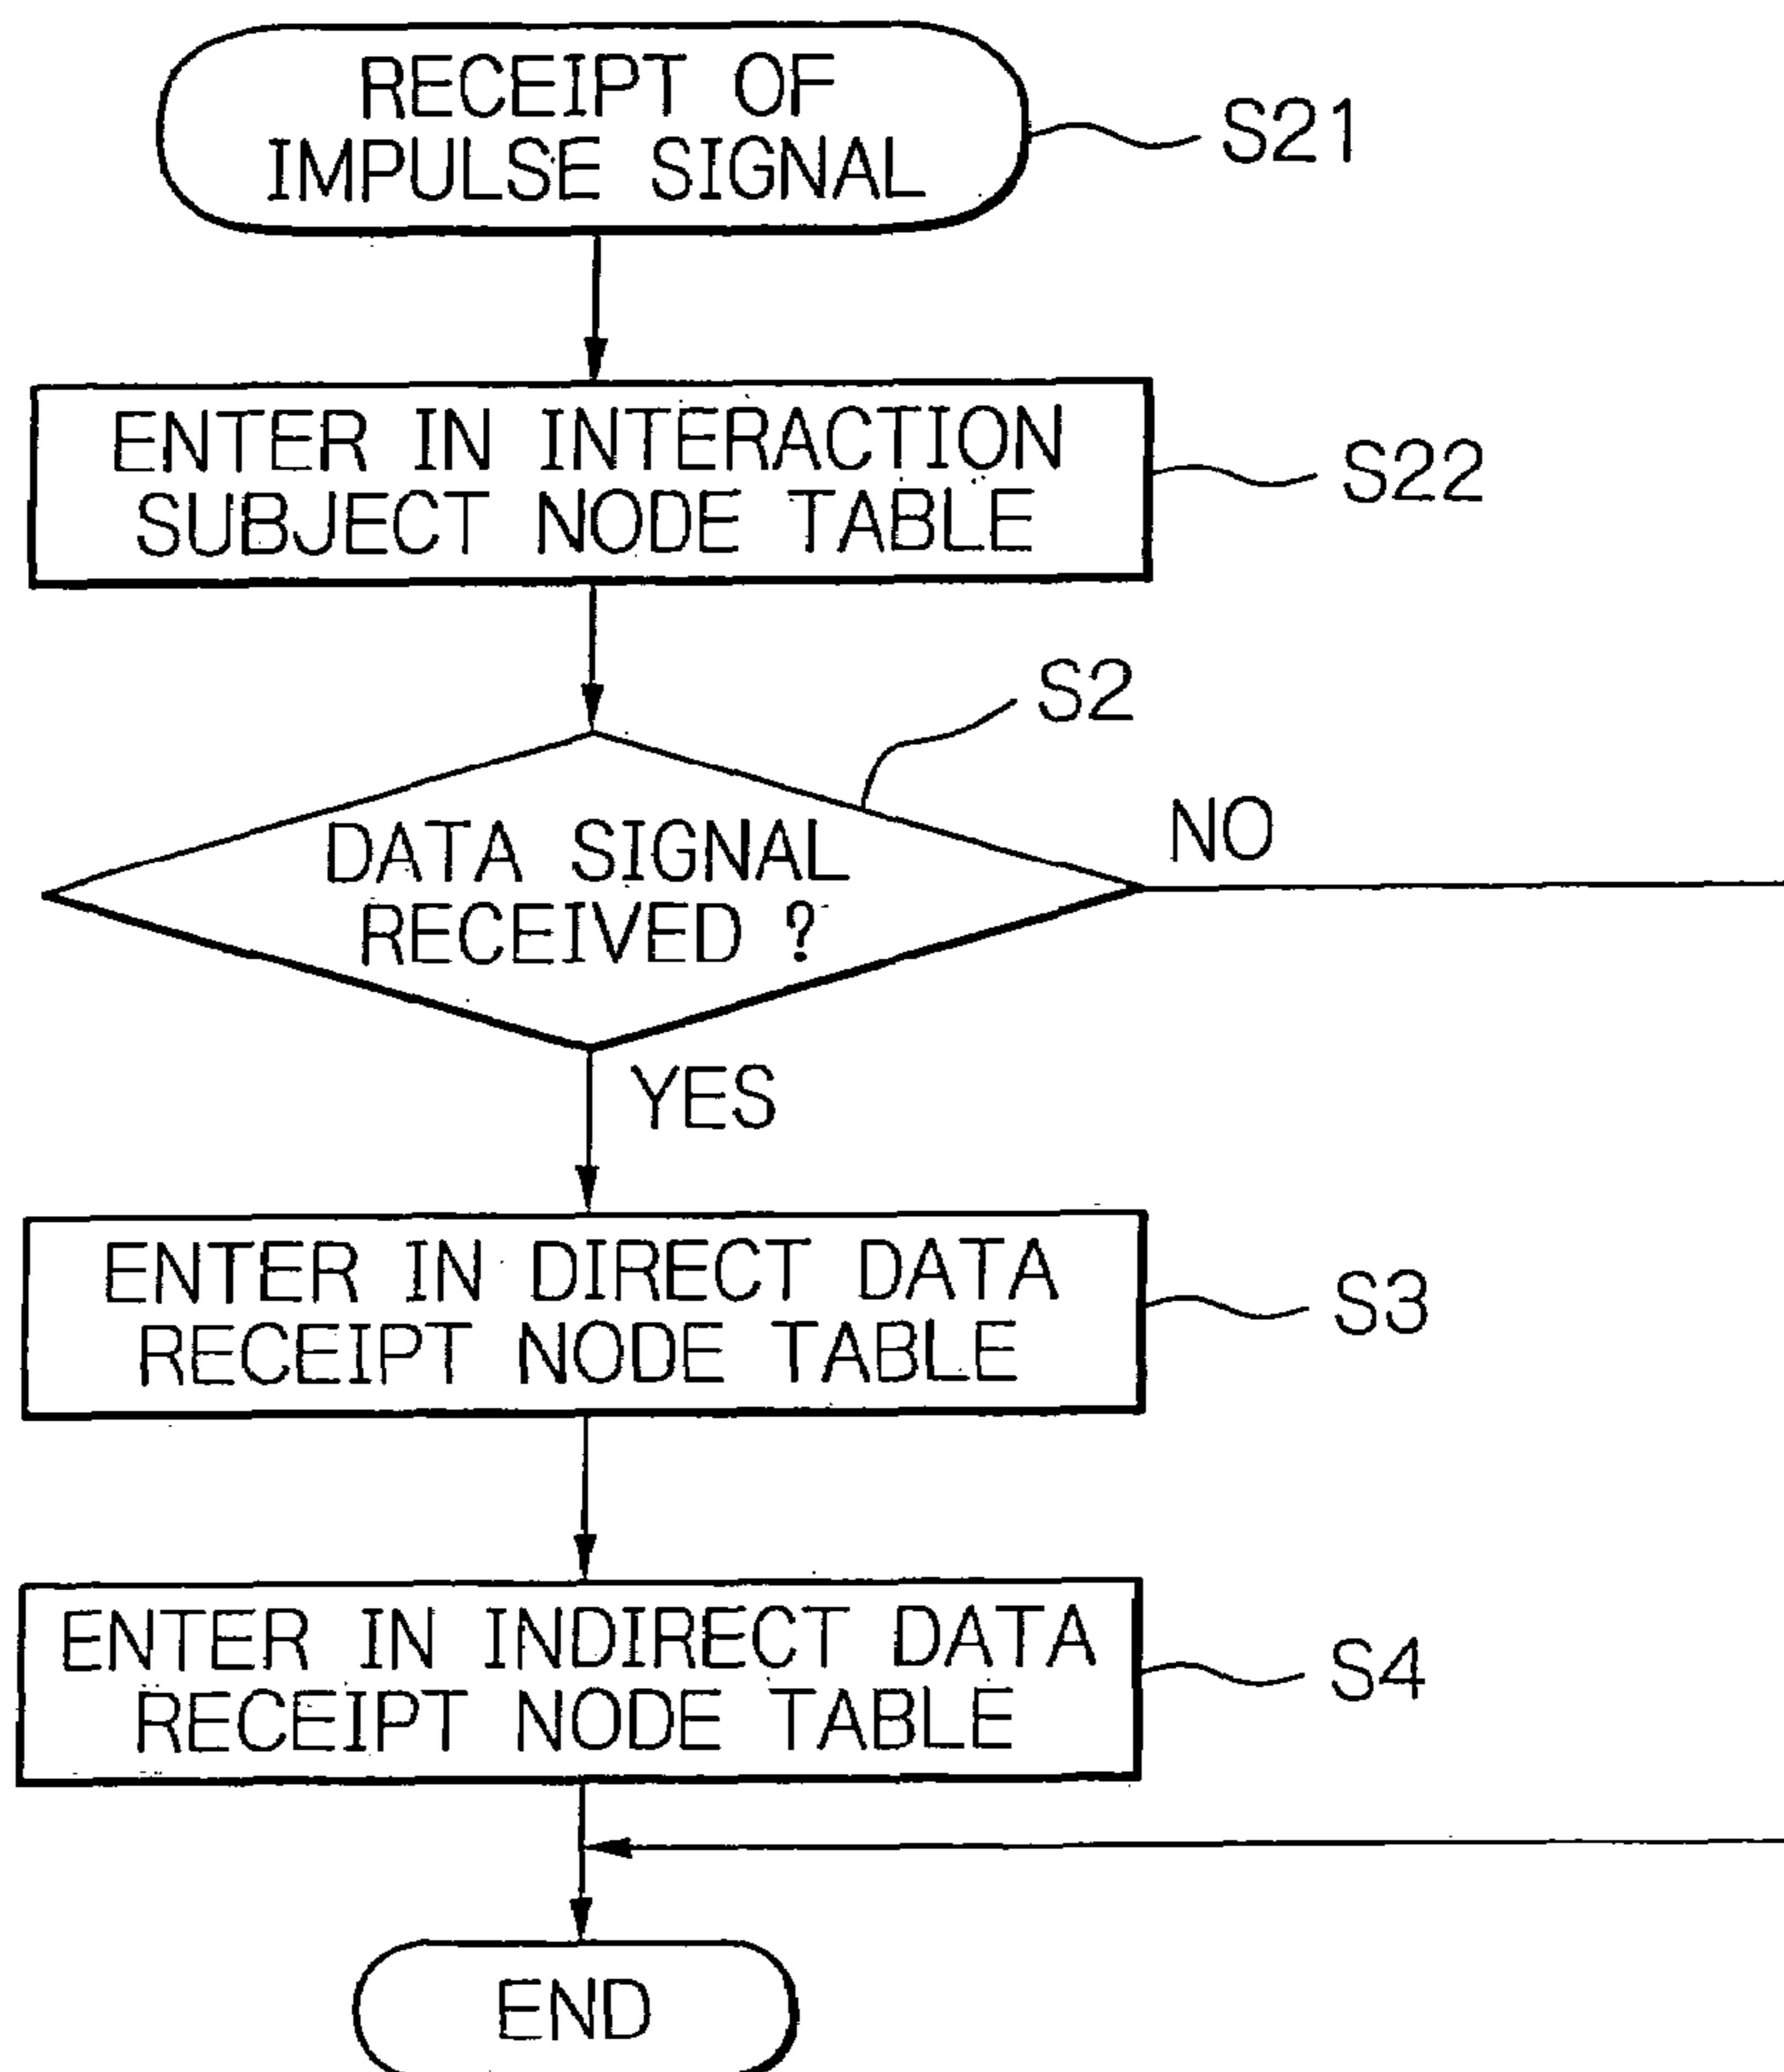 RECEIPT OF
IMPULSE SIGNAL
S21
ENTER IN INTERACTION
SUBJECT NODE TABLE
S22
S2
DATA SIGNAL
RECEIVED ?
NO
YES
ENTER IN DIRECT DATA
RECEIPT NODE TABLE
S3
ENTER IN INDIRECT DATA
RECEIPT NODE TABLE
S4
END